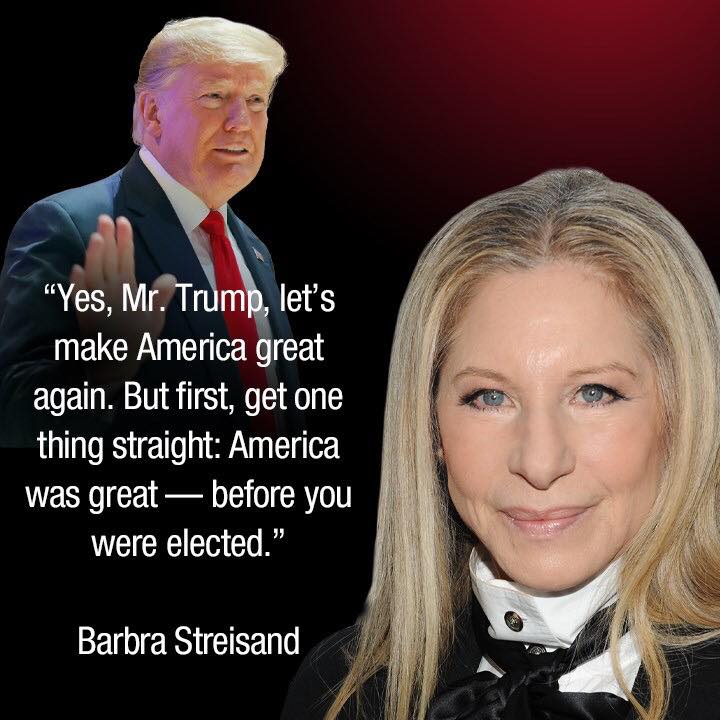 “Yes, Mr. Trump, let’s
make America great
again. But first, get one
thing straight: America
was great — before you
were elected.”
Barbra Streisand